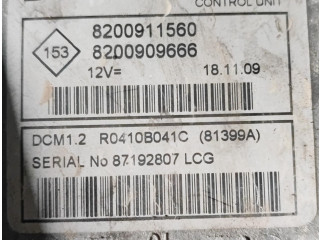 CONTROL UNIT
153
8200911560
8200909666
12V= 18.11.09
DCM1.2 R0410B041C (81399A)
SERIAL No 87192807 LCG